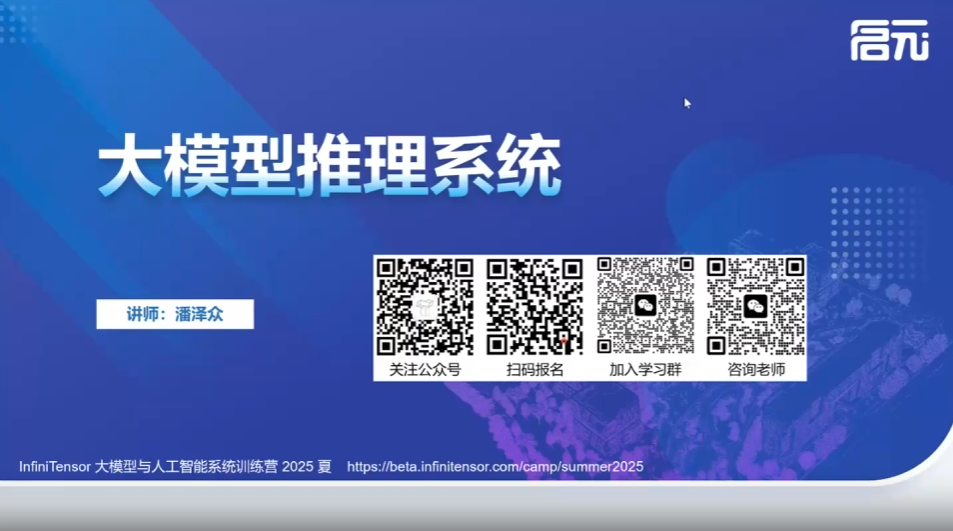 启元
大模型推理系统
讲师：潘泽众
关注公众号 扫码报名 加入学习群 咨询老师
InfiniTensor 大模型与人工智能系统训练营 2025 夏 https://beta.infinitensor.com/camp/summer2025